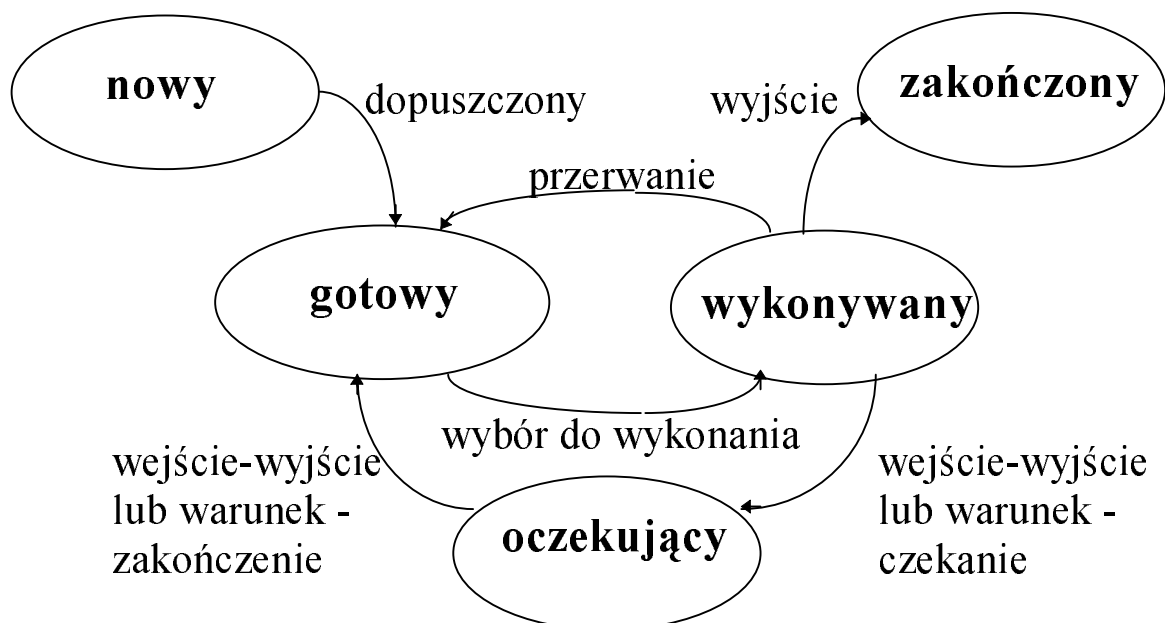 nowy
zakończony
dopuszczony
wyjście
przerwanie
gotowy
wykonywany
wybór do wykonania
wejście-wyjście
lub warunek -
zakończenie
oczekujący
wejście-wyjście
lub warunek -
czekanie